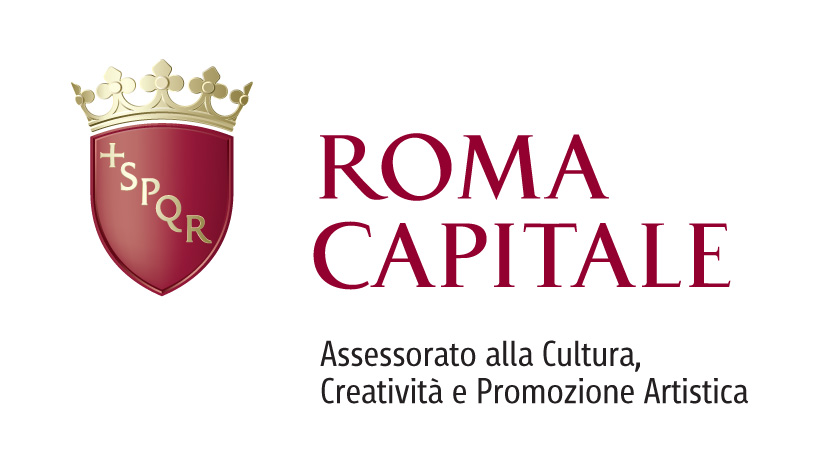 +SPQR
ROMA
CAPITALE
Assessorato alla Cultura,
Creatività e Promozione Artistica